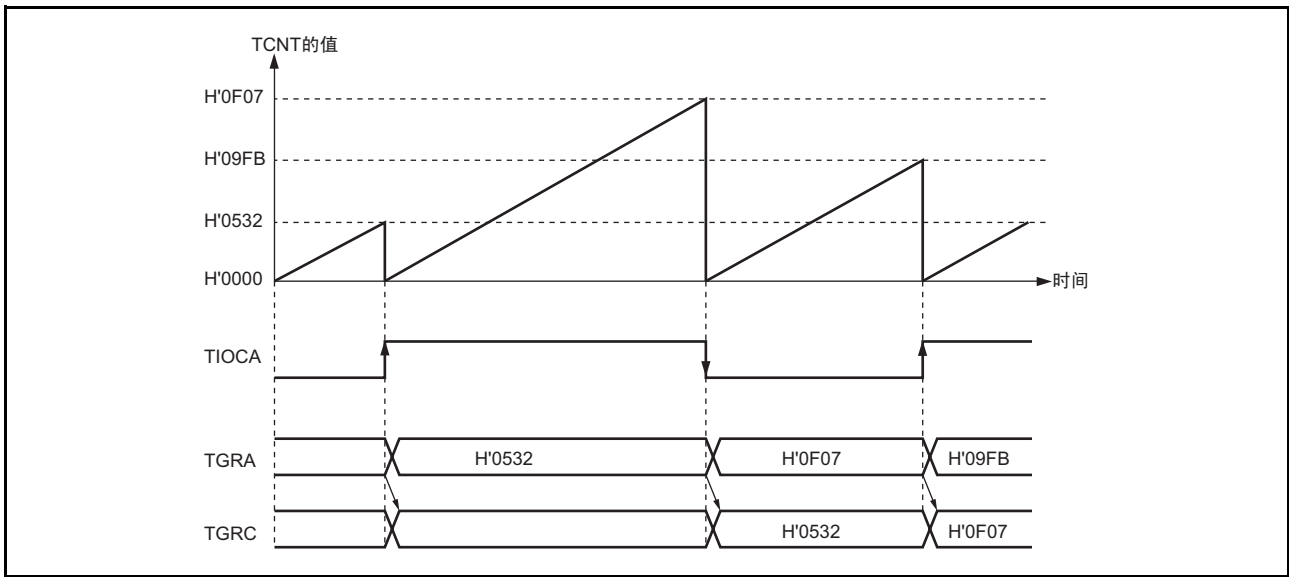 TCNT的值
H'0F07
H'09FB
H'0532
H'0000
时间
TIOCA
TGRA H'0532 H'0F07 H'09FB
TGRC H'0532 H'0F07